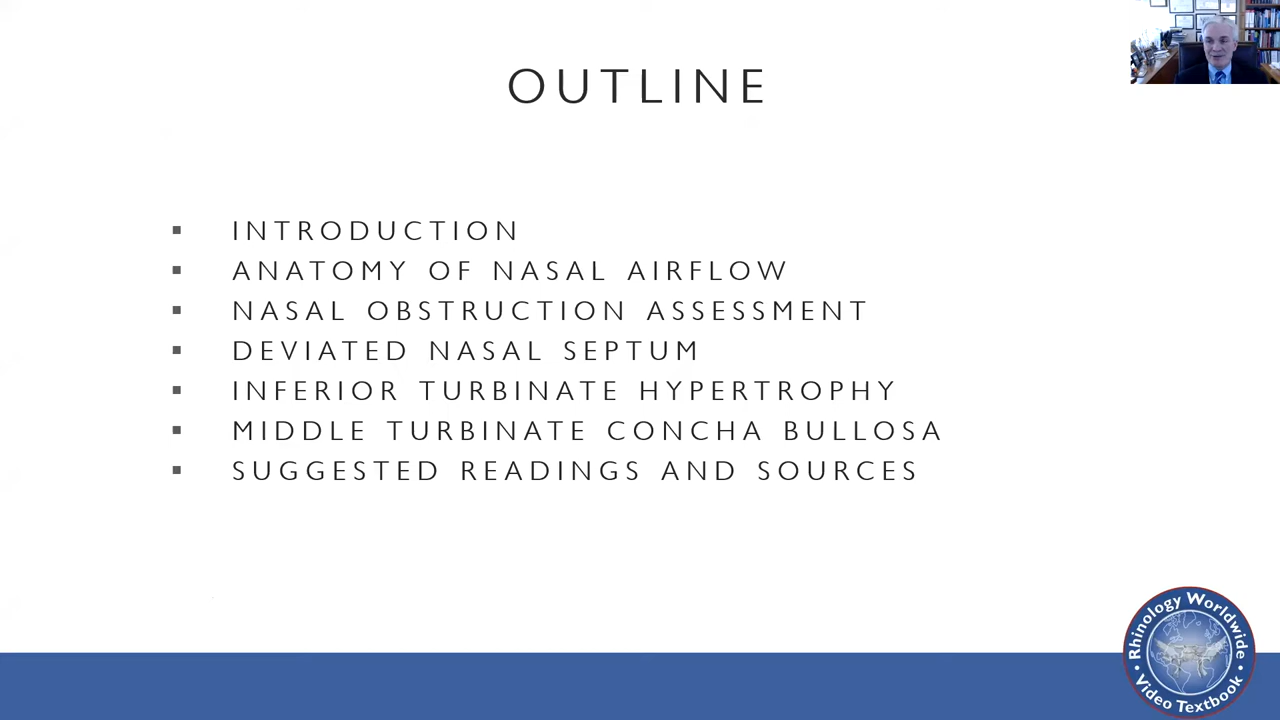 OUTLINE
▪ INTRODUCTION
▪ ANATOMY OF NASAL AIRFLOW
▪ NASAL OBSTRUCTION ASSESSMENT
▪ DEVIATED NASAL SEPTUM
▪ INFERIOR TURBINATE HYPERTROPHY
▪ MIDDLE TURBINATE CONCHA BULLOSA
▪ SUGGESTED READINGS AND SOURCES
Rhinology Worldwide
• Video Textbook •